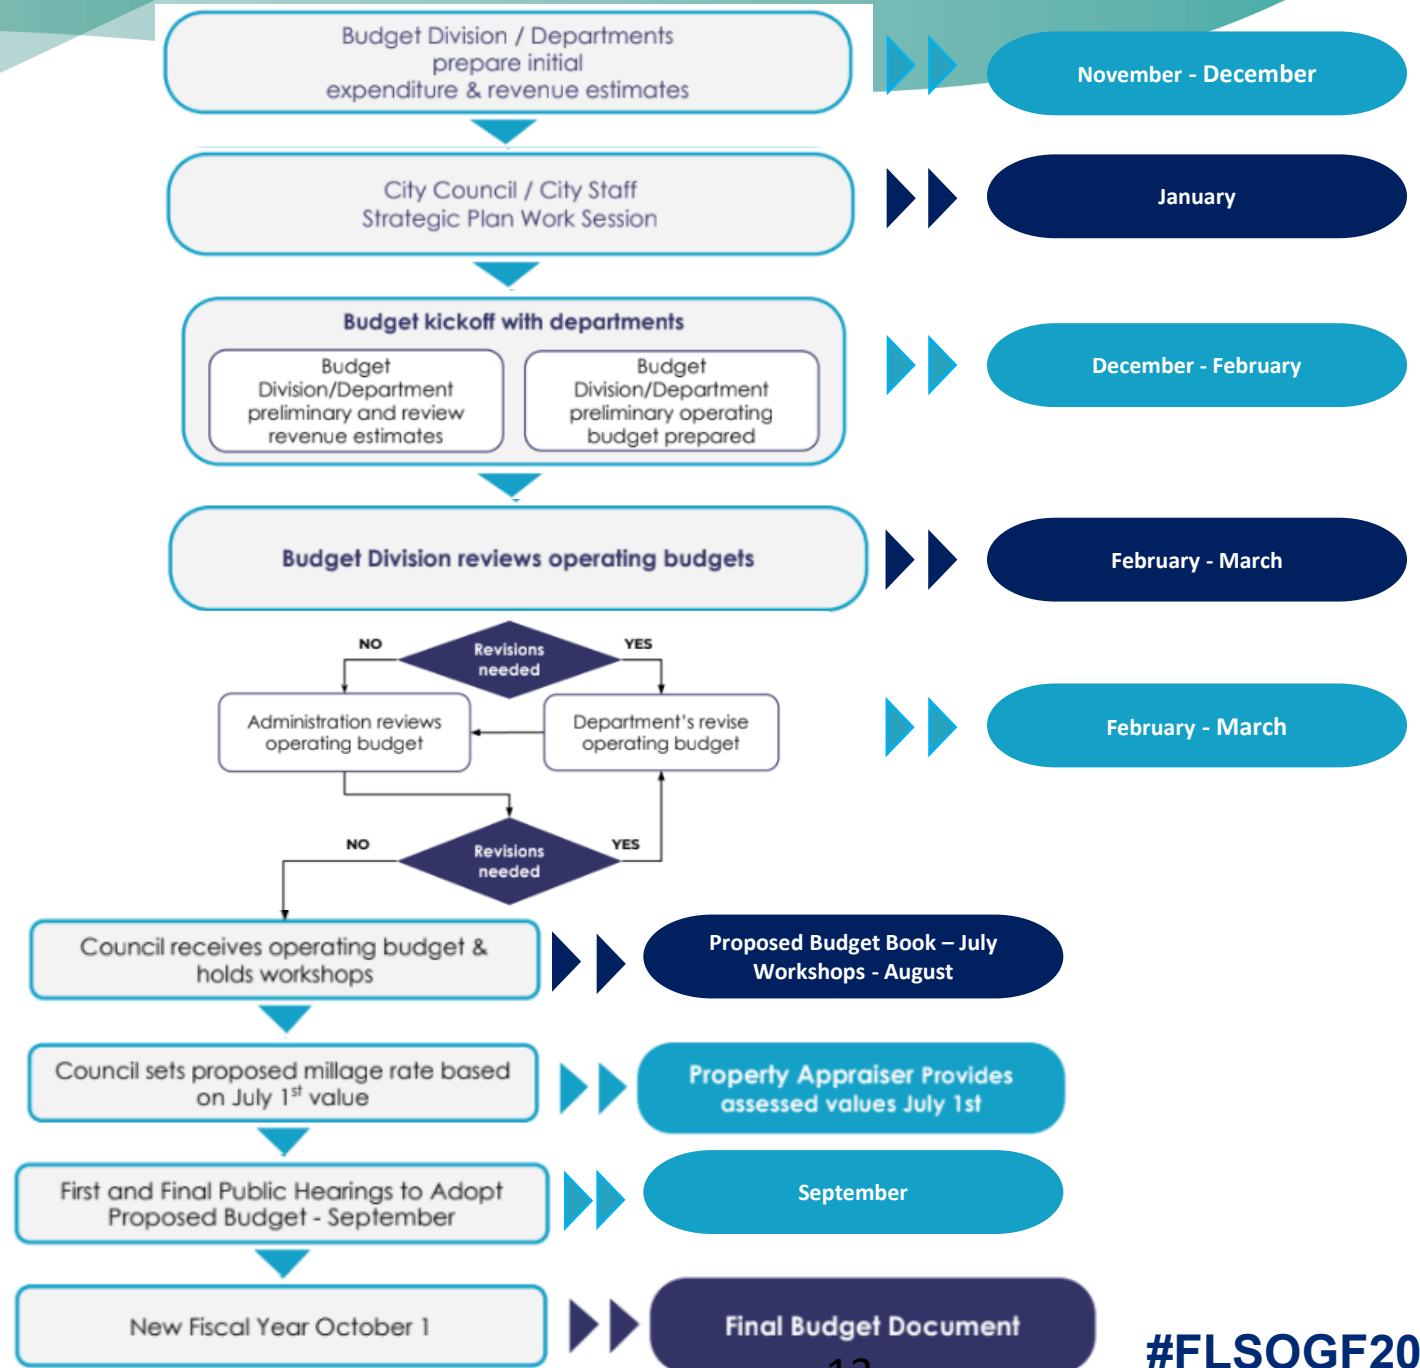 Budget Division / Departments
prepare initial
expenditure & revenue estimates
November - December
City Council / City Staff
Strategic Plan Work Session
January
Budget kickoff with departments
Budget
Division/Department
preliminary and review
revenue estimates
Budget
Division/Department
preliminary operating
budget prepared
December - February
Budget Division reviews operating budgets
February - March
NO
Revisions
needed
YES
Administration reviews
operating budget
Department's revise
operating budget
February - March
NO
Revisions
needed
YES
Council receives operating budget &
holds workshops
Proposed Budget Book – July
Workshops - August
Council sets proposed millage rate based
on July 1st value
Property Appraiser Provides
assessed values July 1st
First and Final Public Hearings to Adopt
Proposed Budget - September
September
New Fiscal Year October 1
Final Budget Document
#FLSOGF20